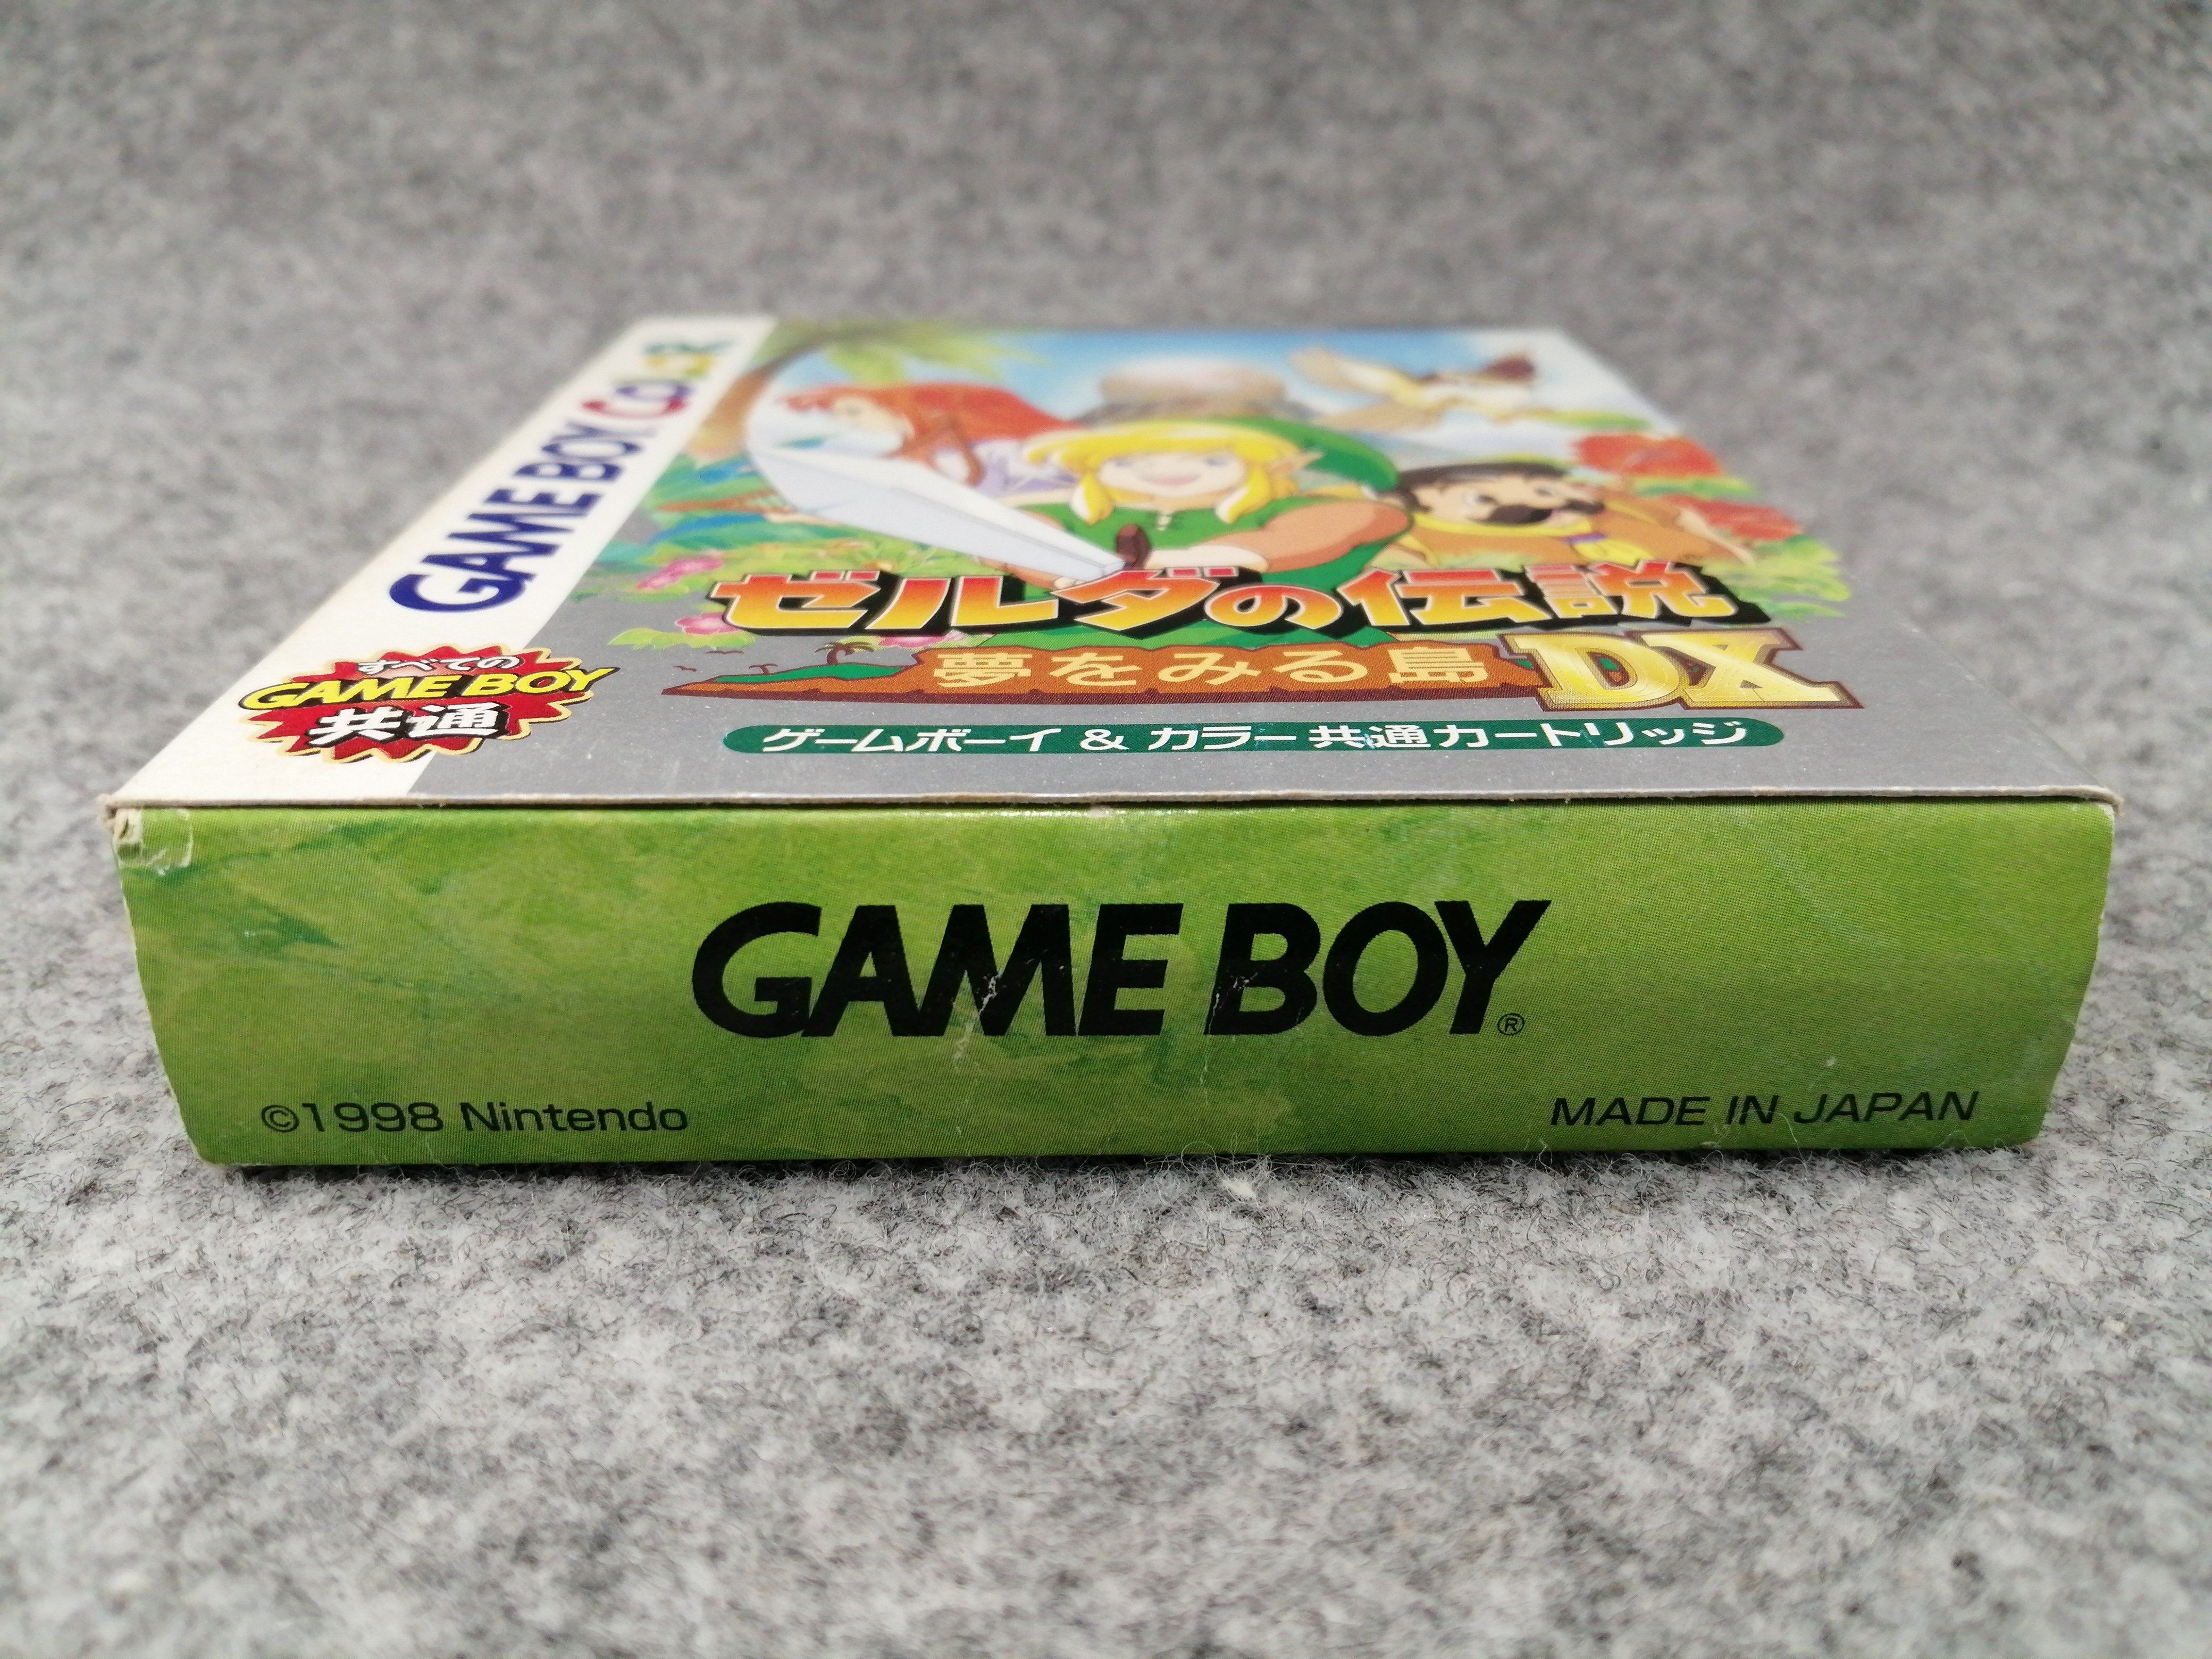 GAME BOY COLOR
すべての
GAME BOY
共通
ゼルダの伝説
夢をみる島 DX
ゲームボーイ & カラー 共通カートリッジ
GAME BOY®
©1998 Nintendo
MADE IN JAPAN